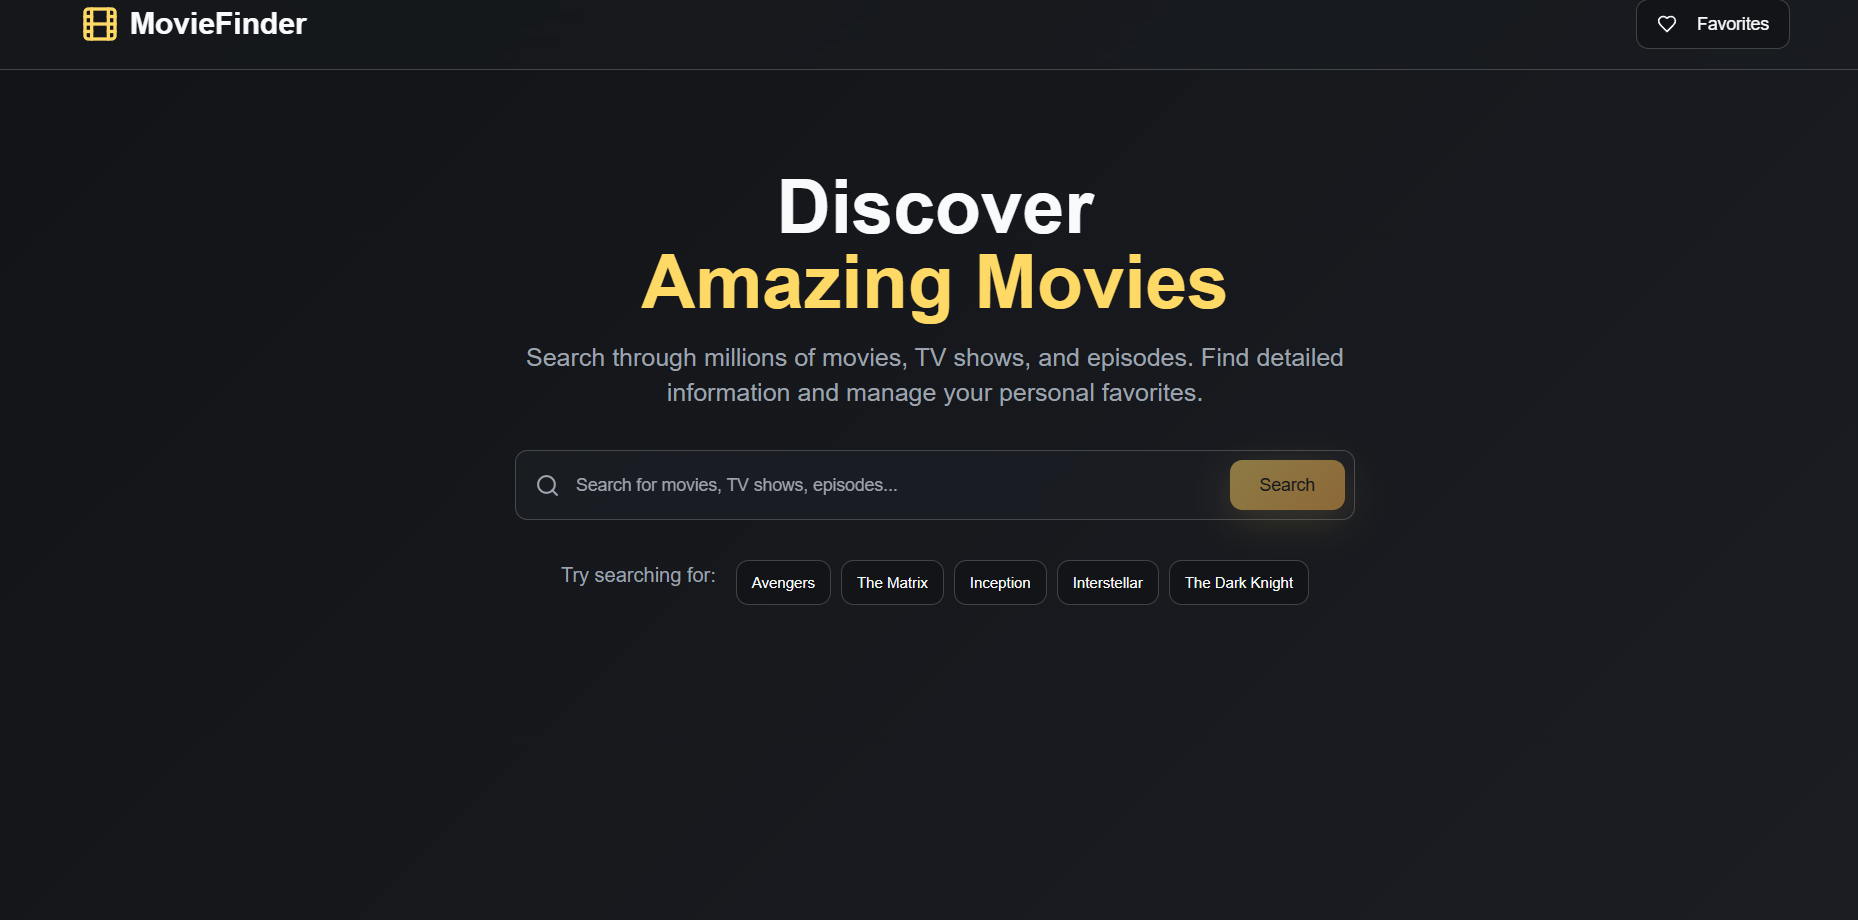 MovieFinder
Favorites
Discover
Amazing Movies
Search through millions of movies, TV shows, and episodes. Find detailed
information and manage your personal favorites.
Search for movies, TV shows, episodes...
Search
Try searching for:
Avengers
The Matrix
Inception
Interstellar
The Dark Knight